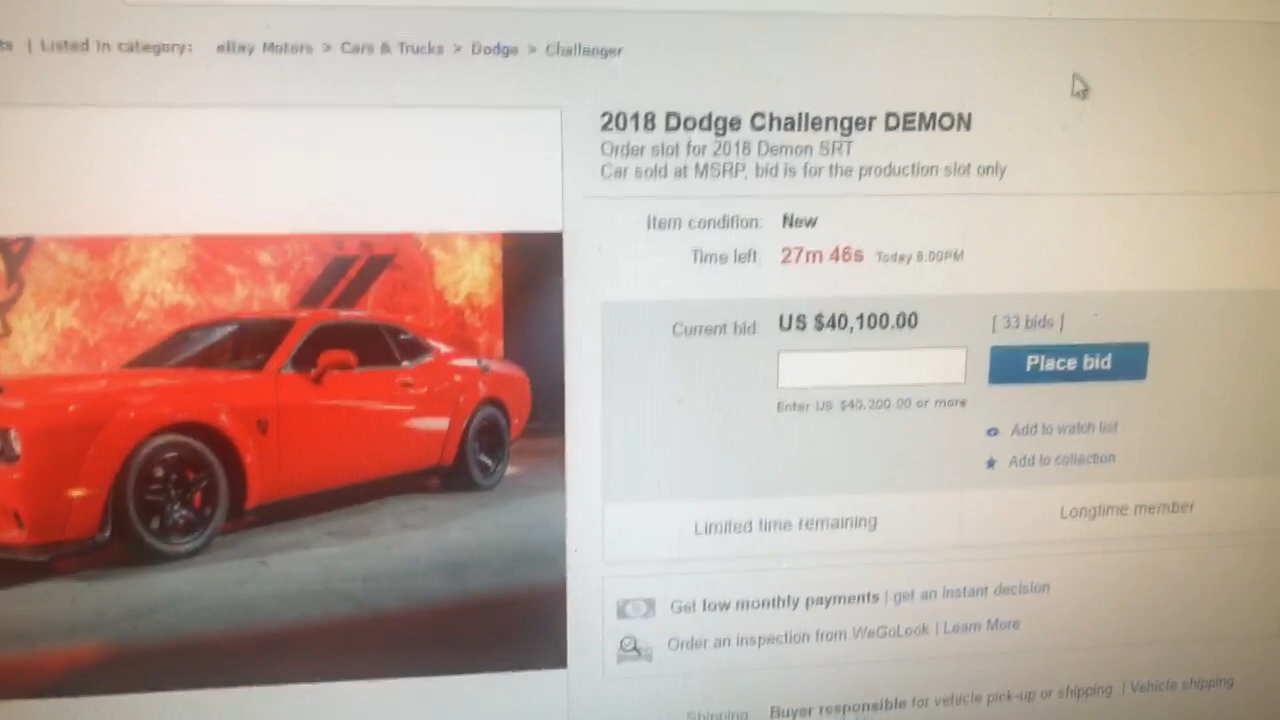 | Listed in category: eBay Motors > Cars & Trucks > Dodge > Challenger
2018 Dodge Challenger DEMON
Order slot for 2018 Demon SRT
Car sold at MSRP, bid is for the production slot only
Item condition: New
Time left: 27m 46s Today 8:00PM
Current bid: US $40,100.00 [ 33 bids ]
Place bid
Enter US $40,200.00 or more
Add to watch list
Add to collection
Limited time remaining
Longtime member
Get low monthly payments | get an instant decision
Order an inspection from WeGoLook | Learn More
Shipping: Buyer responsible for vehicle pick-up or shipping | Vehicle shipping